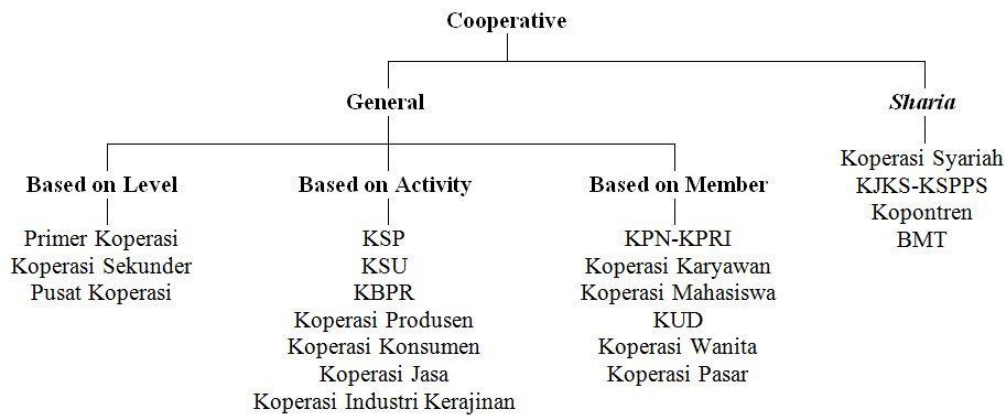 Cooperative
General
Sharia
Based on Level
Primer Koperasi
Koperasi Sekunder
Pusat Koperasi
Based on Activity
KSP
KSU
KBPR
Koperasi Produsen
Koperasi Konsumen
Koperasi Jasa
Koperasi Industri Kerajinan
Based on Member
KPN-KPRI
Koperasi Karyawan
Koperasi Mahasiswa
KUD
Koperasi Wanita
Koperasi Pasar
Koperasi Syariah
KJKS-KSPPS
Kopontren
BMT